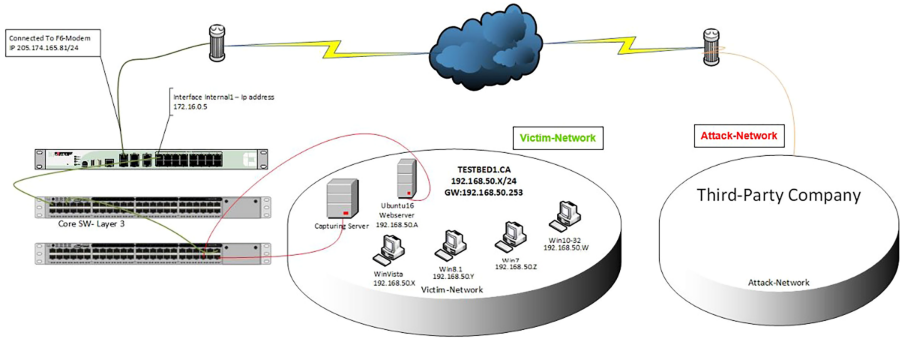 Connected To F6-Modem
IP 205.174.165.81/24
Interface Internal1 – Ip address
172.16.0.5
Victim-Network
Attack-Network
TESTBED1.CA
192.168.50.X/24
GW:192.168.50.253
Third-Party Company
Ubuntu16
Webserver
192.168.50.A
Capturing Server
Core SW- Layer 3
Win10-32
192.168.50.W
Win7
192.168.50.Z
Win8.1
192.168.50.Y
WinVista
192.168.50.X
Victim-Network
Attack-Network